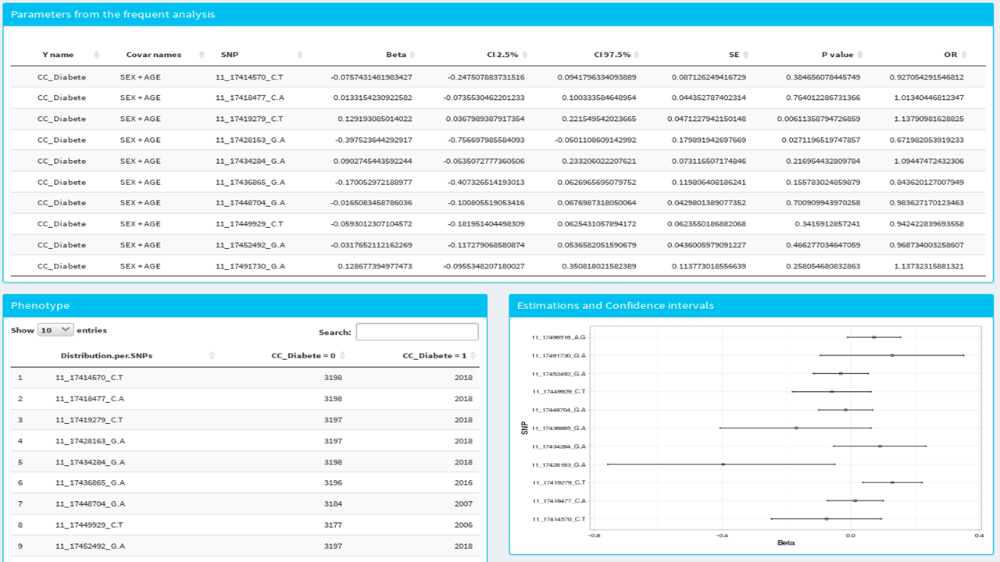 Parameters from the frequent analysis
Y name Covar names SNP Beta CI 2.5% CI 97.5% SE P value OR
CC_Diabete SEX + AGE 11_17414570_C.T -0.0757431481983427 -0.247507883731516 0.0941796334093889 0.087126249416729 0.384656078445749 0.927054291546812
CC_Diabete SEX + AGE 11_17418477_C.A 0.0133154230922582 -0.0735530462201233 0.100333584648954 0.044352787402314 0.764012286731366 1.01340446812347
CC_Diabete SEX + AGE 11_17419279_C.T 0.129193085014022 0.0367989387917354 0.221549542023665 0.0471227942150148 0.00611358794726859 1.13790981628825
CC_Diabete SEX + AGE 11_17428163_G.A -0.397523644292917 -0.756697985584093 -0.0501108609142992 0.179891942697669 0.0271196519747857 0.671982053919233
CC_Diabete SEX + AGE 11_17434284_G.A 0.0902745443592244 -0.0535072777360506 0.233206022207621 0.073116507174846 0.216954432809784 1.09447472432306
CC_Diabete SEX + AGE 11_17436865_G.A -0.170052972188977 -0.407326514193013 0.0626965695079752 0.119806408186241 0.155783024859879 0.843620127007949
CC_Diabete SEX + AGE 11_17448704_G.A -0.0165083458786036 -0.100805519053416 0.0676987318050064 0.0429801389077352 0.700909943970258 0.983627170123463
CC_Diabete SEX + AGE 11_17449929_C.T -0.0593012307104572 -0.181951404498309 0.0625431057894172 0.0623550186882068 0.3415912857241 0.942422839693558
CC_Diabete SEX + AGE 11_17452492_G.A -0.0317652112162269 -0.117279068580874 0.0536582051590679 0.0436005979091227 0.466277034647059 0.968734003258607
CC_Diabete SEX + AGE 11_17491730_G.A 0.128677394977473 -0.0955348207180027 0.350818021582389 0.113773018556639 0.258054680832863 1.13732315881321
Phenotype
Show 10 entries Search:
Distribution.per.SNPs CC_Diabete = 0 CC_Diabete = 1
1 11_17414570_C.T 3198 2018
2 11_17418477_C.A 3198 2018
3 11_17419279_C.T 3197 2018
4 11_17428163_G.A 3197 2018
5 11_17434284_G.A 3198 2018
6 11_17436865_G.A 3196 2016
7 11_17448704_G.A 3184 2007
8 11_17449929_C.T 3177 2006
9 11_17452492_G.A 3197 2018
Estimations and Confidence intervals
11_17496516_A.G
11_17491730_G.A
11_17452492_G.A
11_17449929_C.T
11_17448704_G.A
11_17436865_G.A
11_17434284_G.A
11_17428163_G.A
11_17419279_C.T
11_17418477_C.A
11_17414570_C.T
SNP
-0.8 -0.4 0.0 0.4
Beta